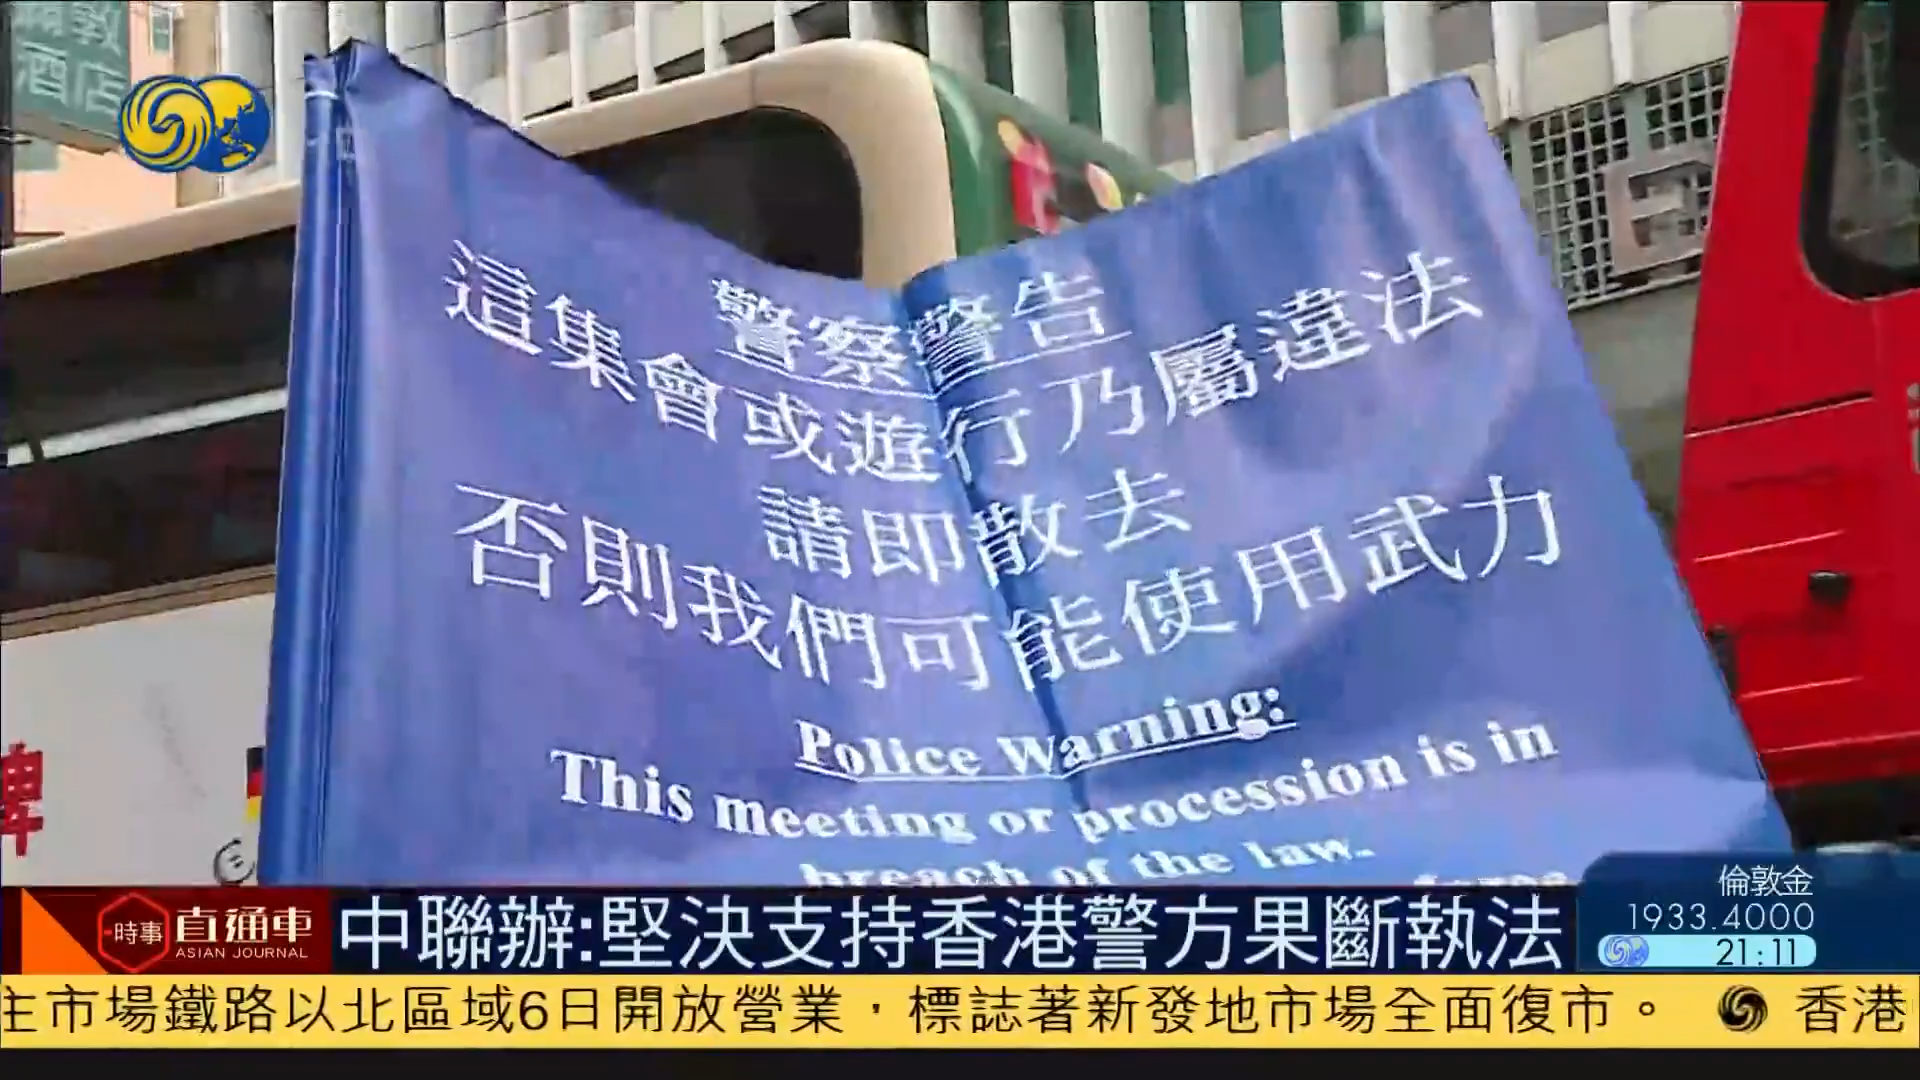 酒店
警察警告
這集會或遊行乃屬違法
請即散去
否則我們可能使用武力
Police Warning:
This meeting or procession is in
breach of the law.
時事
直通車
ASIAN JOURNAL
中聯辦:堅決支持香港警方果斷執法
倫敦金
1933.4000
21:11
主市場鐵路以北區域6日開放營業，標誌著新發地市場全面復市。 香港